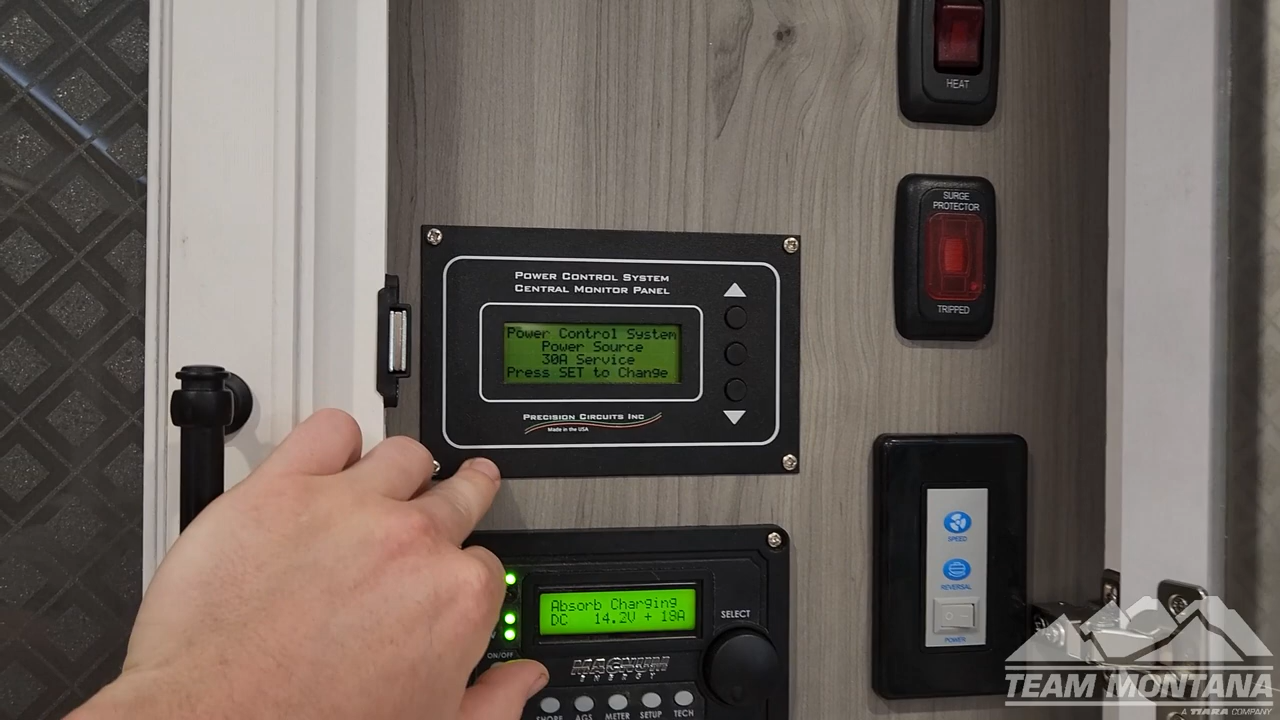 HEAT
SURGE
PROTECTOR
TRIPPED
POWER CONTROL SYSTEM
CENTRAL MONITOR PANEL
Power Control System
Power Source
30A Service
Press SET to Change
PRECISION CIRCUITS INC
Made in the USA
SPEED
REVERSAL
POWER
Absorb Charging
DC 14.2V + 18A
SELECT
ON/OFF
MAGNUM
ENERGY
SHORE
AGS
METER
SETUP
TECH
TEAM MONTANA
A TIARA COMPANY